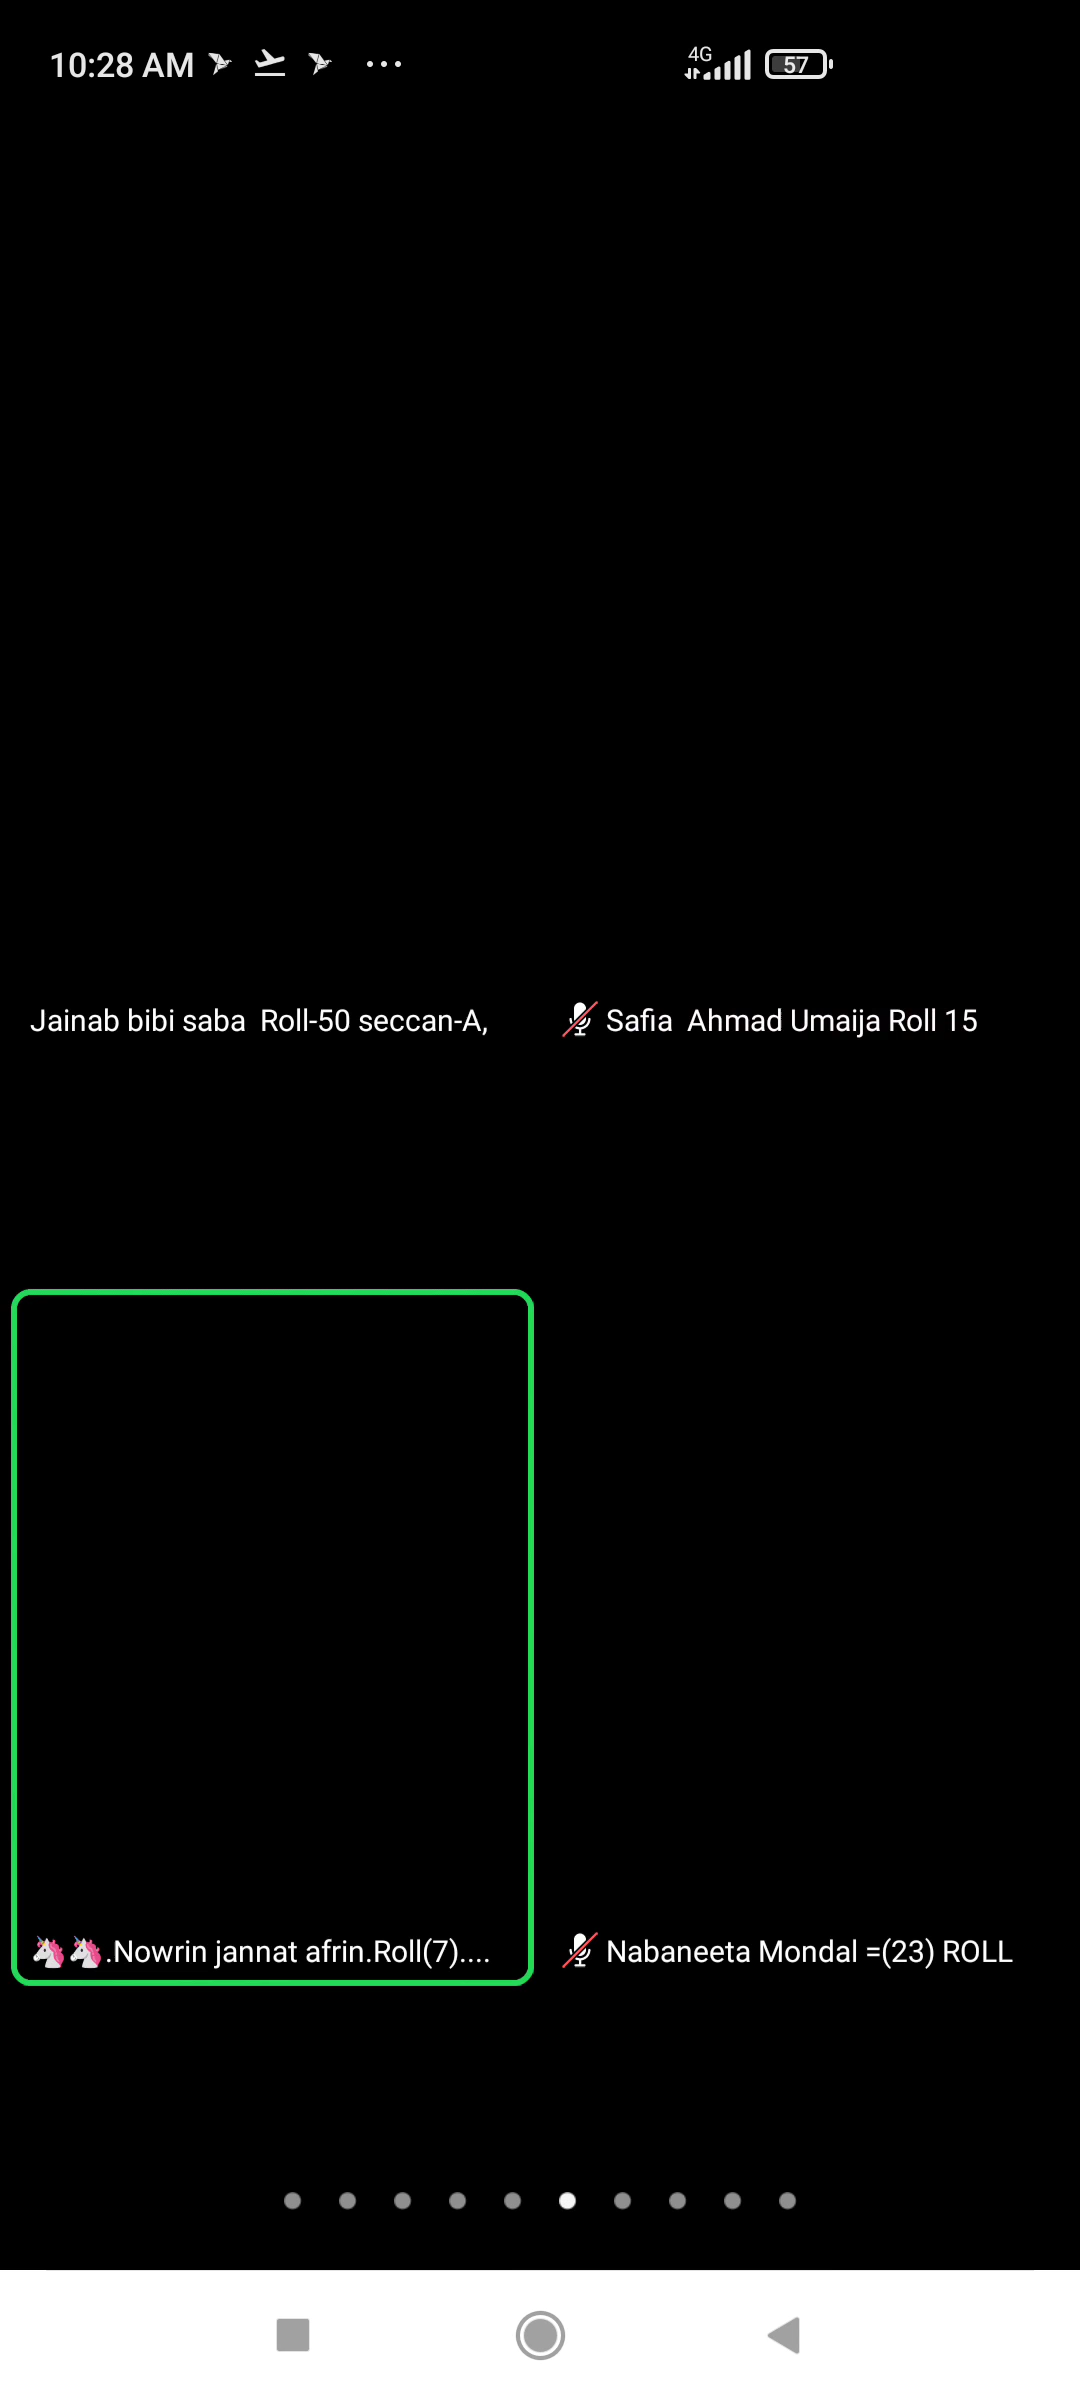 10:28 AM 4G 57
Jainab bibi saba  Roll-50 seccan-A,
Safia  Ahmad Umaija Roll 15
🦄🦄.Nowrin jannat afrin.Roll(7)....
Nabaneeta Mondal =(23) ROLL